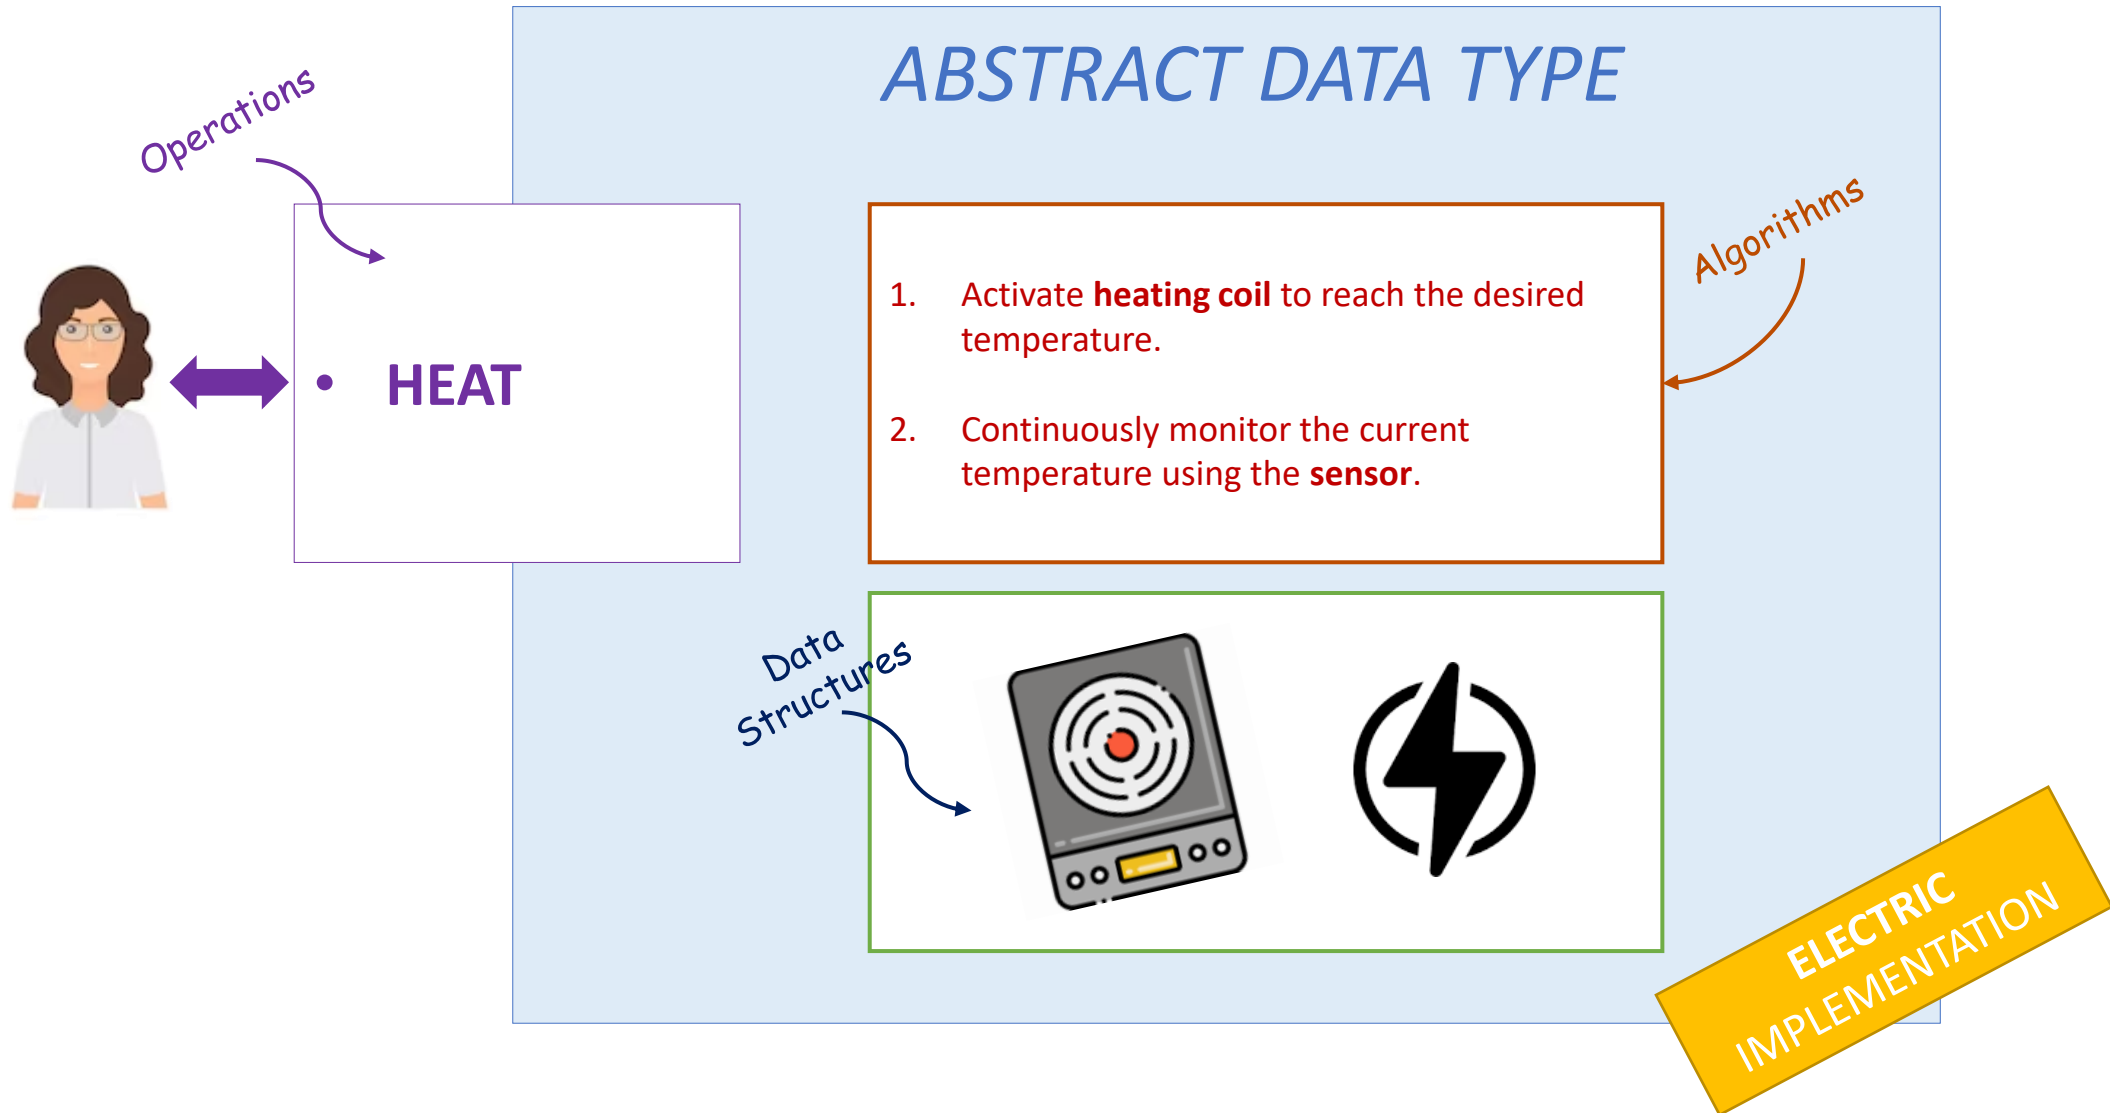 ABSTRACT DATA TYPE
Operations
• HEAT
Algorithms
1. Activate heating coil to reach the desired
temperature.
2. Continuously monitor the current
temperature using the sensor.
Data
Structures
ELECTRIC
IMPLEMENTATION